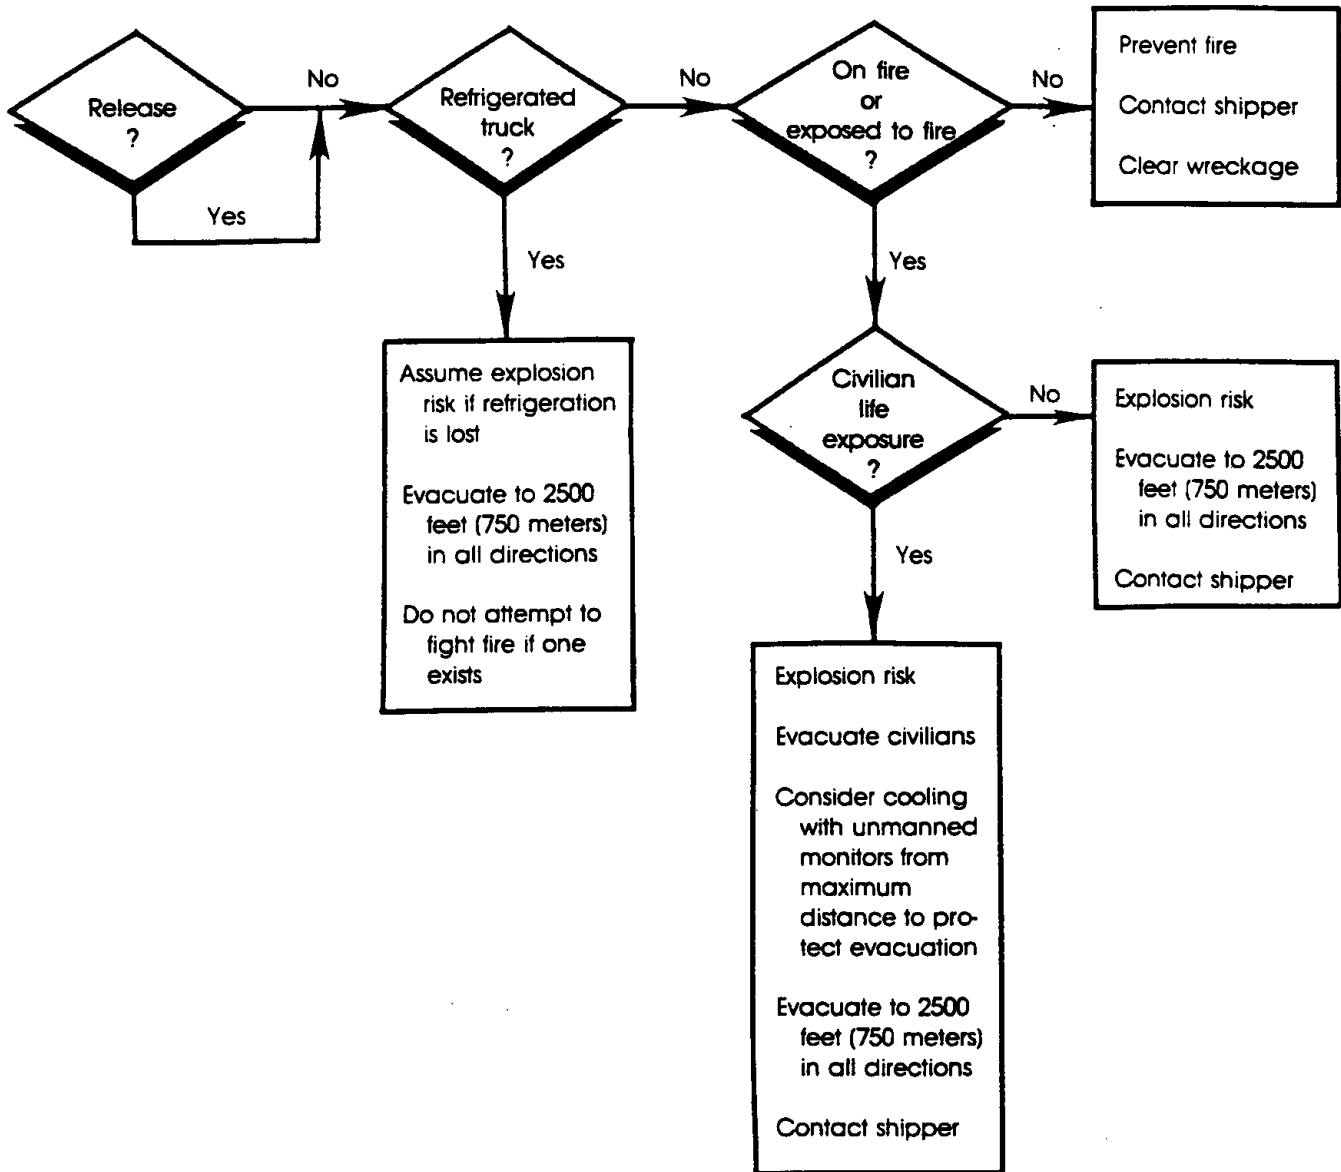 Release
?
No
Yes
Refrigerated
truck
?
No
Yes
On fire
or
exposed to fire
?
No
Yes
Prevent fire
Contact shipper
Clear wreckage
Assume explosion
risk if refrigeration
is lost
Evacuate to 2500
feet (750 meters)
in all directions
Do not attempt to
fight fire if one
exists
Civilian
life
exposure
?
No
Yes
Explosion risk
Evacuate to 2500
feet (750 meters)
in all directions
Contact shipper
Explosion risk
Evacuate civilians
Consider cooling
with unmanned
monitors from
maximum
distance to pro-
tect evacuation
Evacuate to 2500
feet (750 meters)
in all directions
Contact shipper